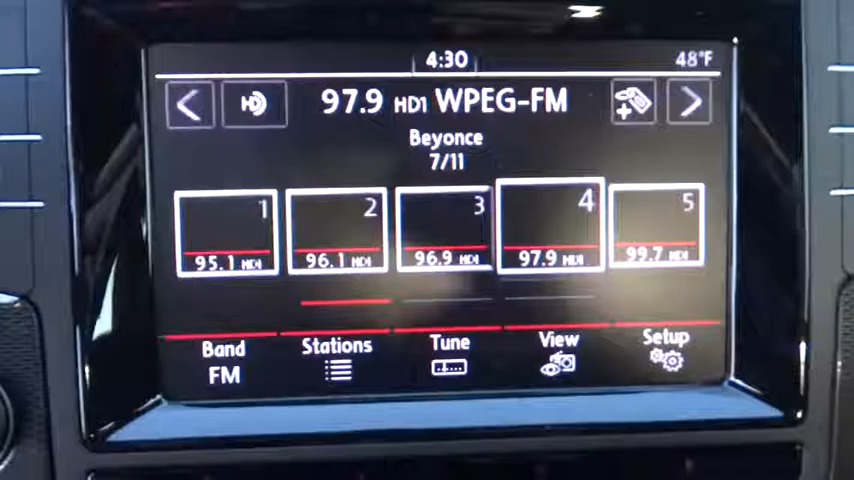 4:30 48°F
97.9 HD1 WPEG-FM
Beyonce
7/11
1 2 3 4 5
95.1 HD1 96.1 HD1 96.9 HD1 97.9 HD1 99.7 HD1
Band Stations Tune View Setup
FM